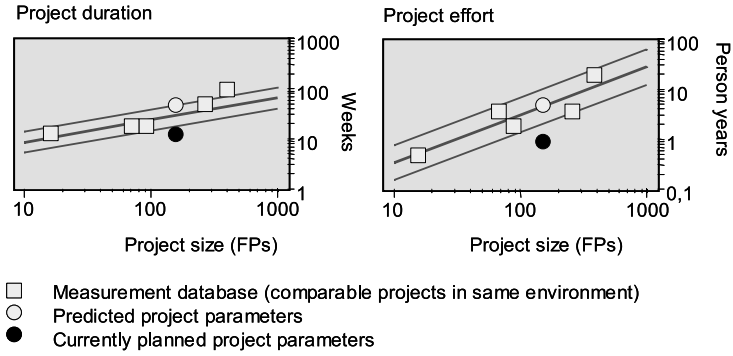 Project duration
1000
100
10
1
Weeks
10 100 1000
Project size (FPs)
Project effort
100
10
1
0,1
Person years
10 100 1000
Project size (FPs)
Measurement database (comparable projects in same environment)
Predicted project parameters
Currently planned project parameters